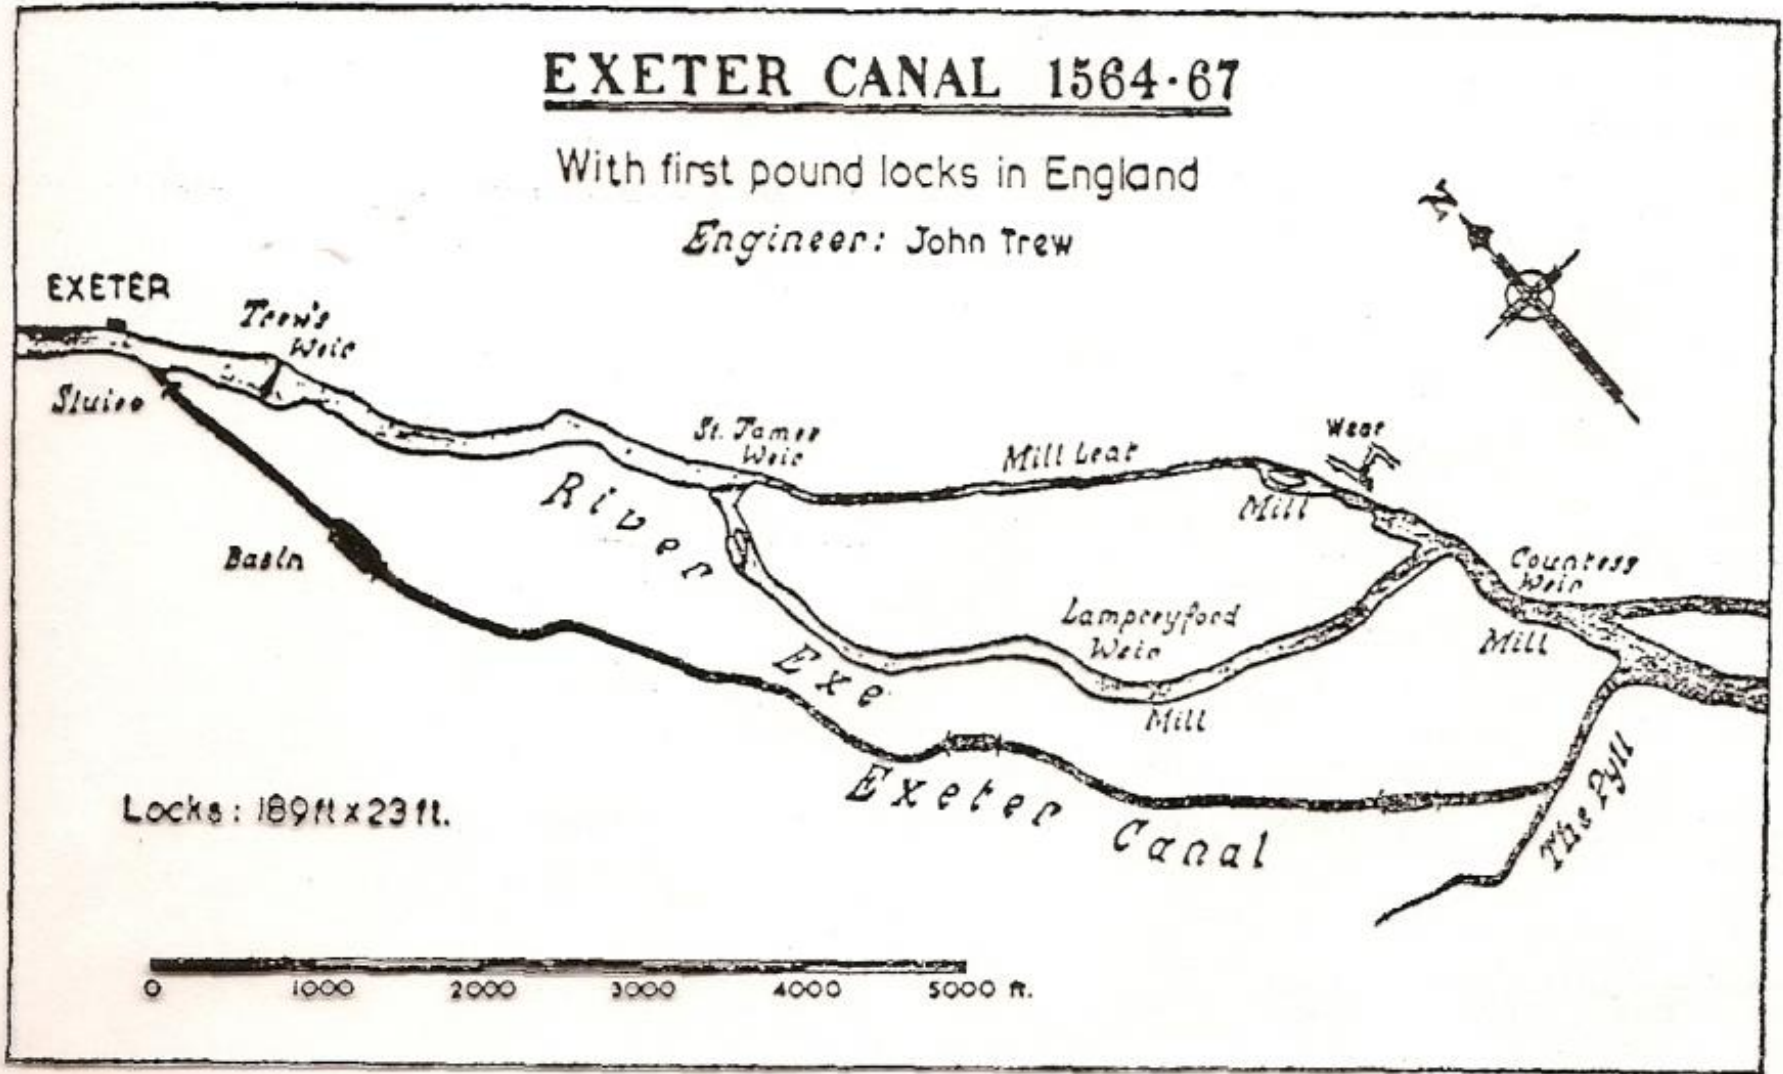 EXETER CANAL 1564-67
With first pound locks in England
Engineer: John Trew
N
EXETER
Trew's
Weir
Sluice
St. James
Weir
Mill Leat
Wear
Mill
River
Basin
Countess
Weir
Lampreyford
Weir
Mill
Exe
Mill
Exeter Canal
The Pyll
Locks: 189ft x 23ft.
0 1000 2000 3000 4000 5000 ft.